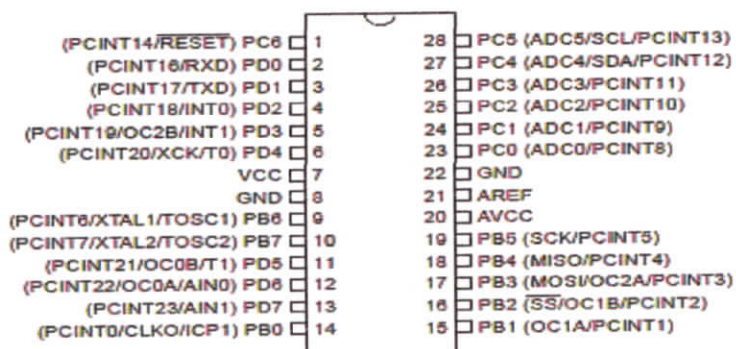 (PCINT14/RESET) PC6 1 28 PC5 (ADC5/SCL/PCINT13)
(PCINT16/RXD) PD0 2 27 PC4 (ADC4/SDA/PCINT12)
(PCINT17/TXD) PD1 3 26 PC3 (ADC3/PCINT11)
(PCINT18/INT0) PD2 4 25 PC2 (ADC2/PCINT10)
(PCINT19/OC2B/INT1) PD3 5 24 PC1 (ADC1/PCINT9)
(PCINT20/XCK/T0) PD4 6 23 PC0 (ADC0/PCINT8)
VCC 7 22 GND
GND 8 21 AREF
(PCINT6/XTAL1/TOSC1) PB6 9 20 AVCC
(PCINT7/XTAL2/TOSC2) PB7 10 19 PB5 (SCK/PCINT5)
(PCINT21/OC0B/T1) PD5 11 18 PB4 (MISO/PCINT4)
(PCINT22/OC0A/AIN0) PD6 12 17 PB3 (MOSI/OC2A/PCINT3)
(PCINT23/AIN1) PD7 13 16 PB2 (SS/OC1B/PCINT2)
(PCINT0/CLKO/ICP1) PB0 14 15 PB1 (OC1A/PCINT1)